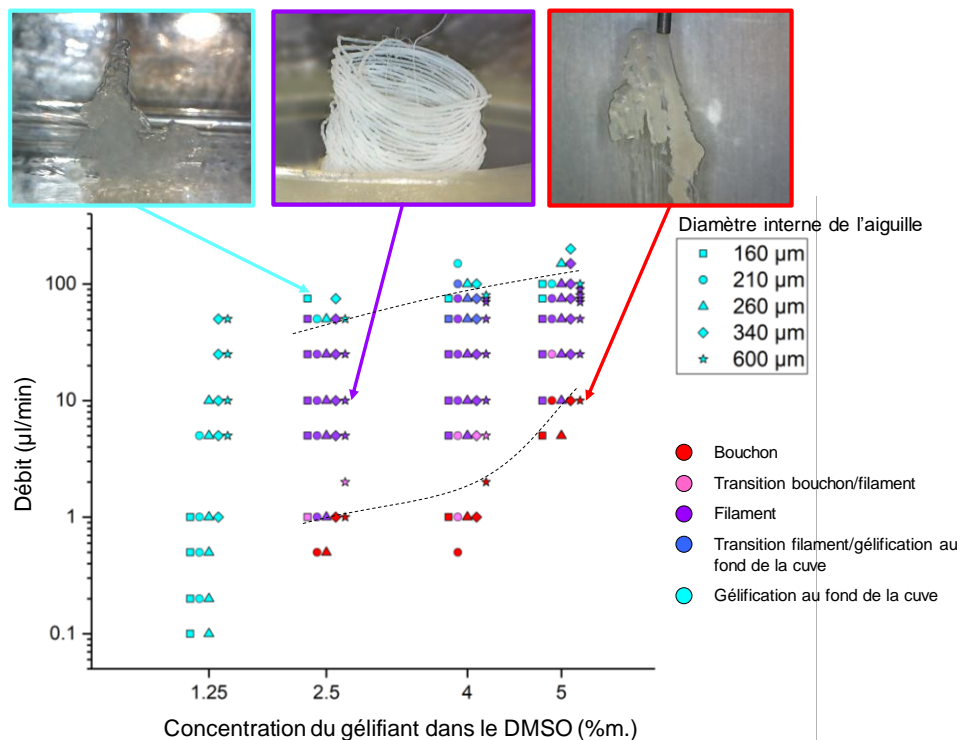 Diamètre interne de l'aiguille
160 µm
210 µm
260 µm
340 µm
600 µm
Débit (µl/min)
100
10
1
0.1
Bouchon
Transition bouchon/filament
Filament
Transition filament/gélification au
fond de la cuve
Gélification au fond de la cuve
1.25
2.5
4
5
Concentration du gélifiant dans le DMSO (%m.)